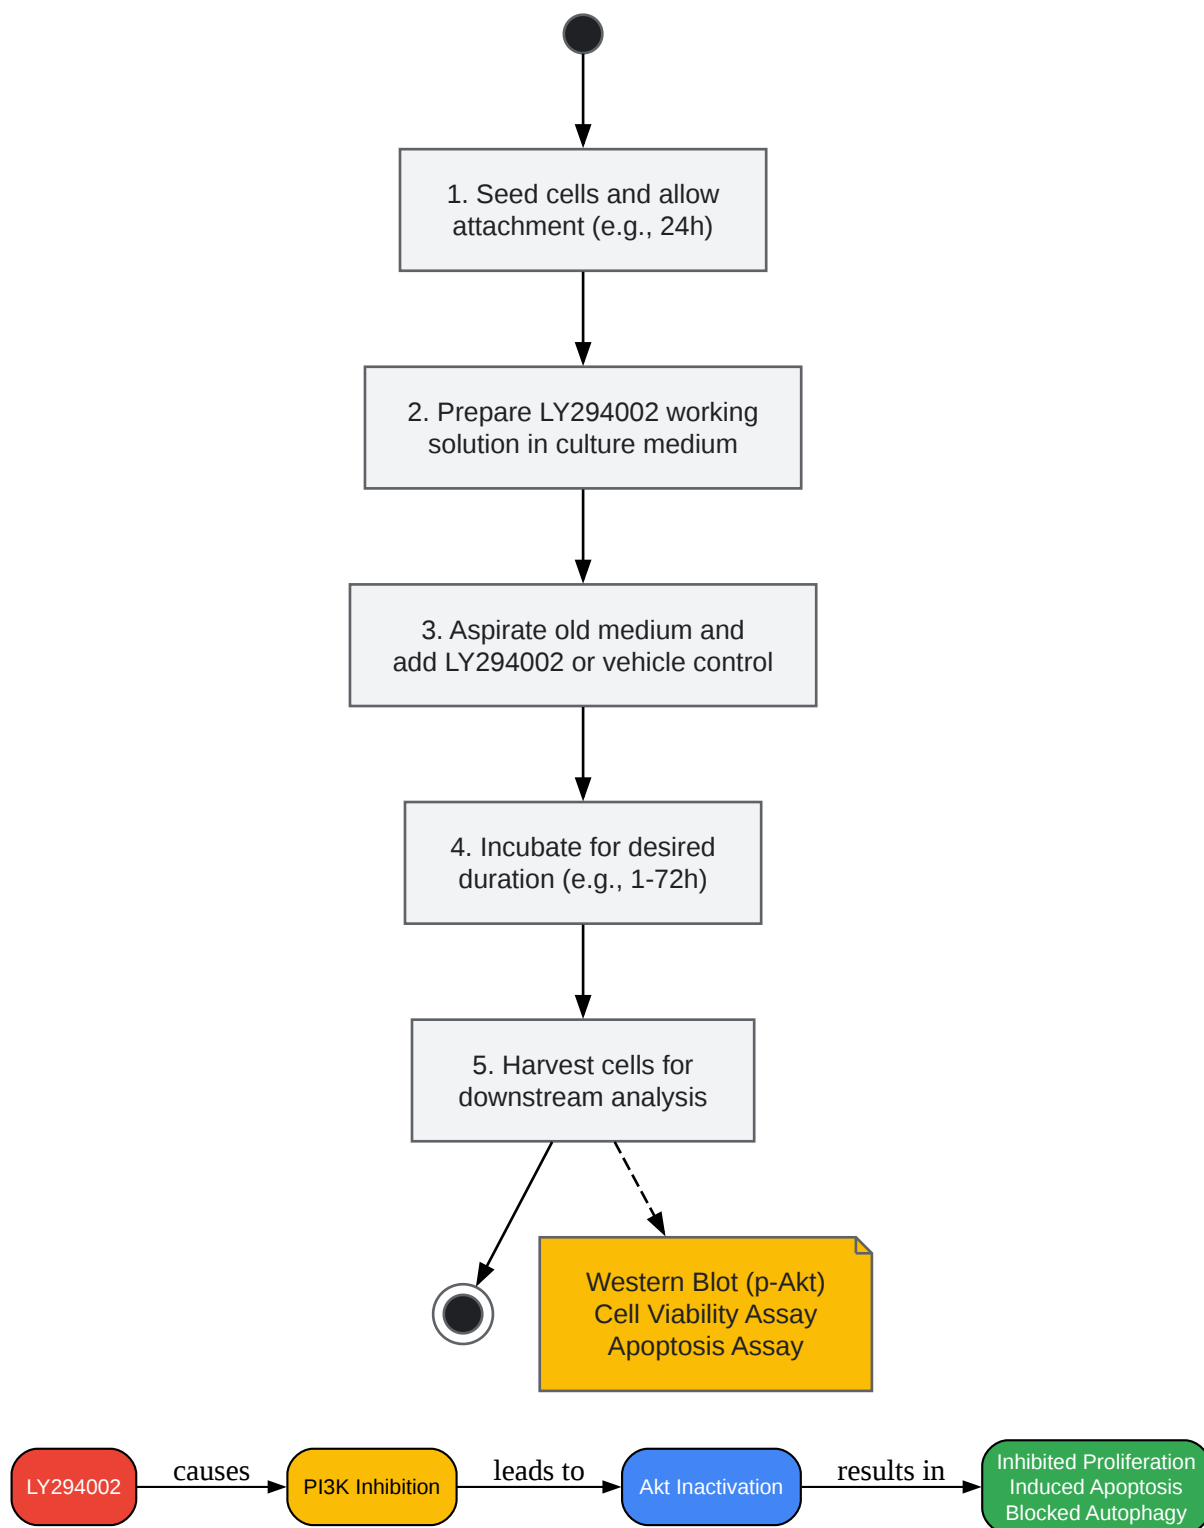 1. Seed cells and allow
attachment (e.g., 24h)
2. Prepare LY294002 working
solution in culture medium
3. Aspirate old medium and
add LY294002 or vehicle control
4. Incubate for desired
duration (e.g., 1-72h)
5. Harvest cells for
downstream analysis
Western Blot (p-Akt)
Cell Viability Assay
Apoptosis Assay
LY294002
causes
PI3K Inhibition
leads to
Akt Inactivation
results in
Inhibited Proliferation
Induced Apoptosis
Blocked Autophagy